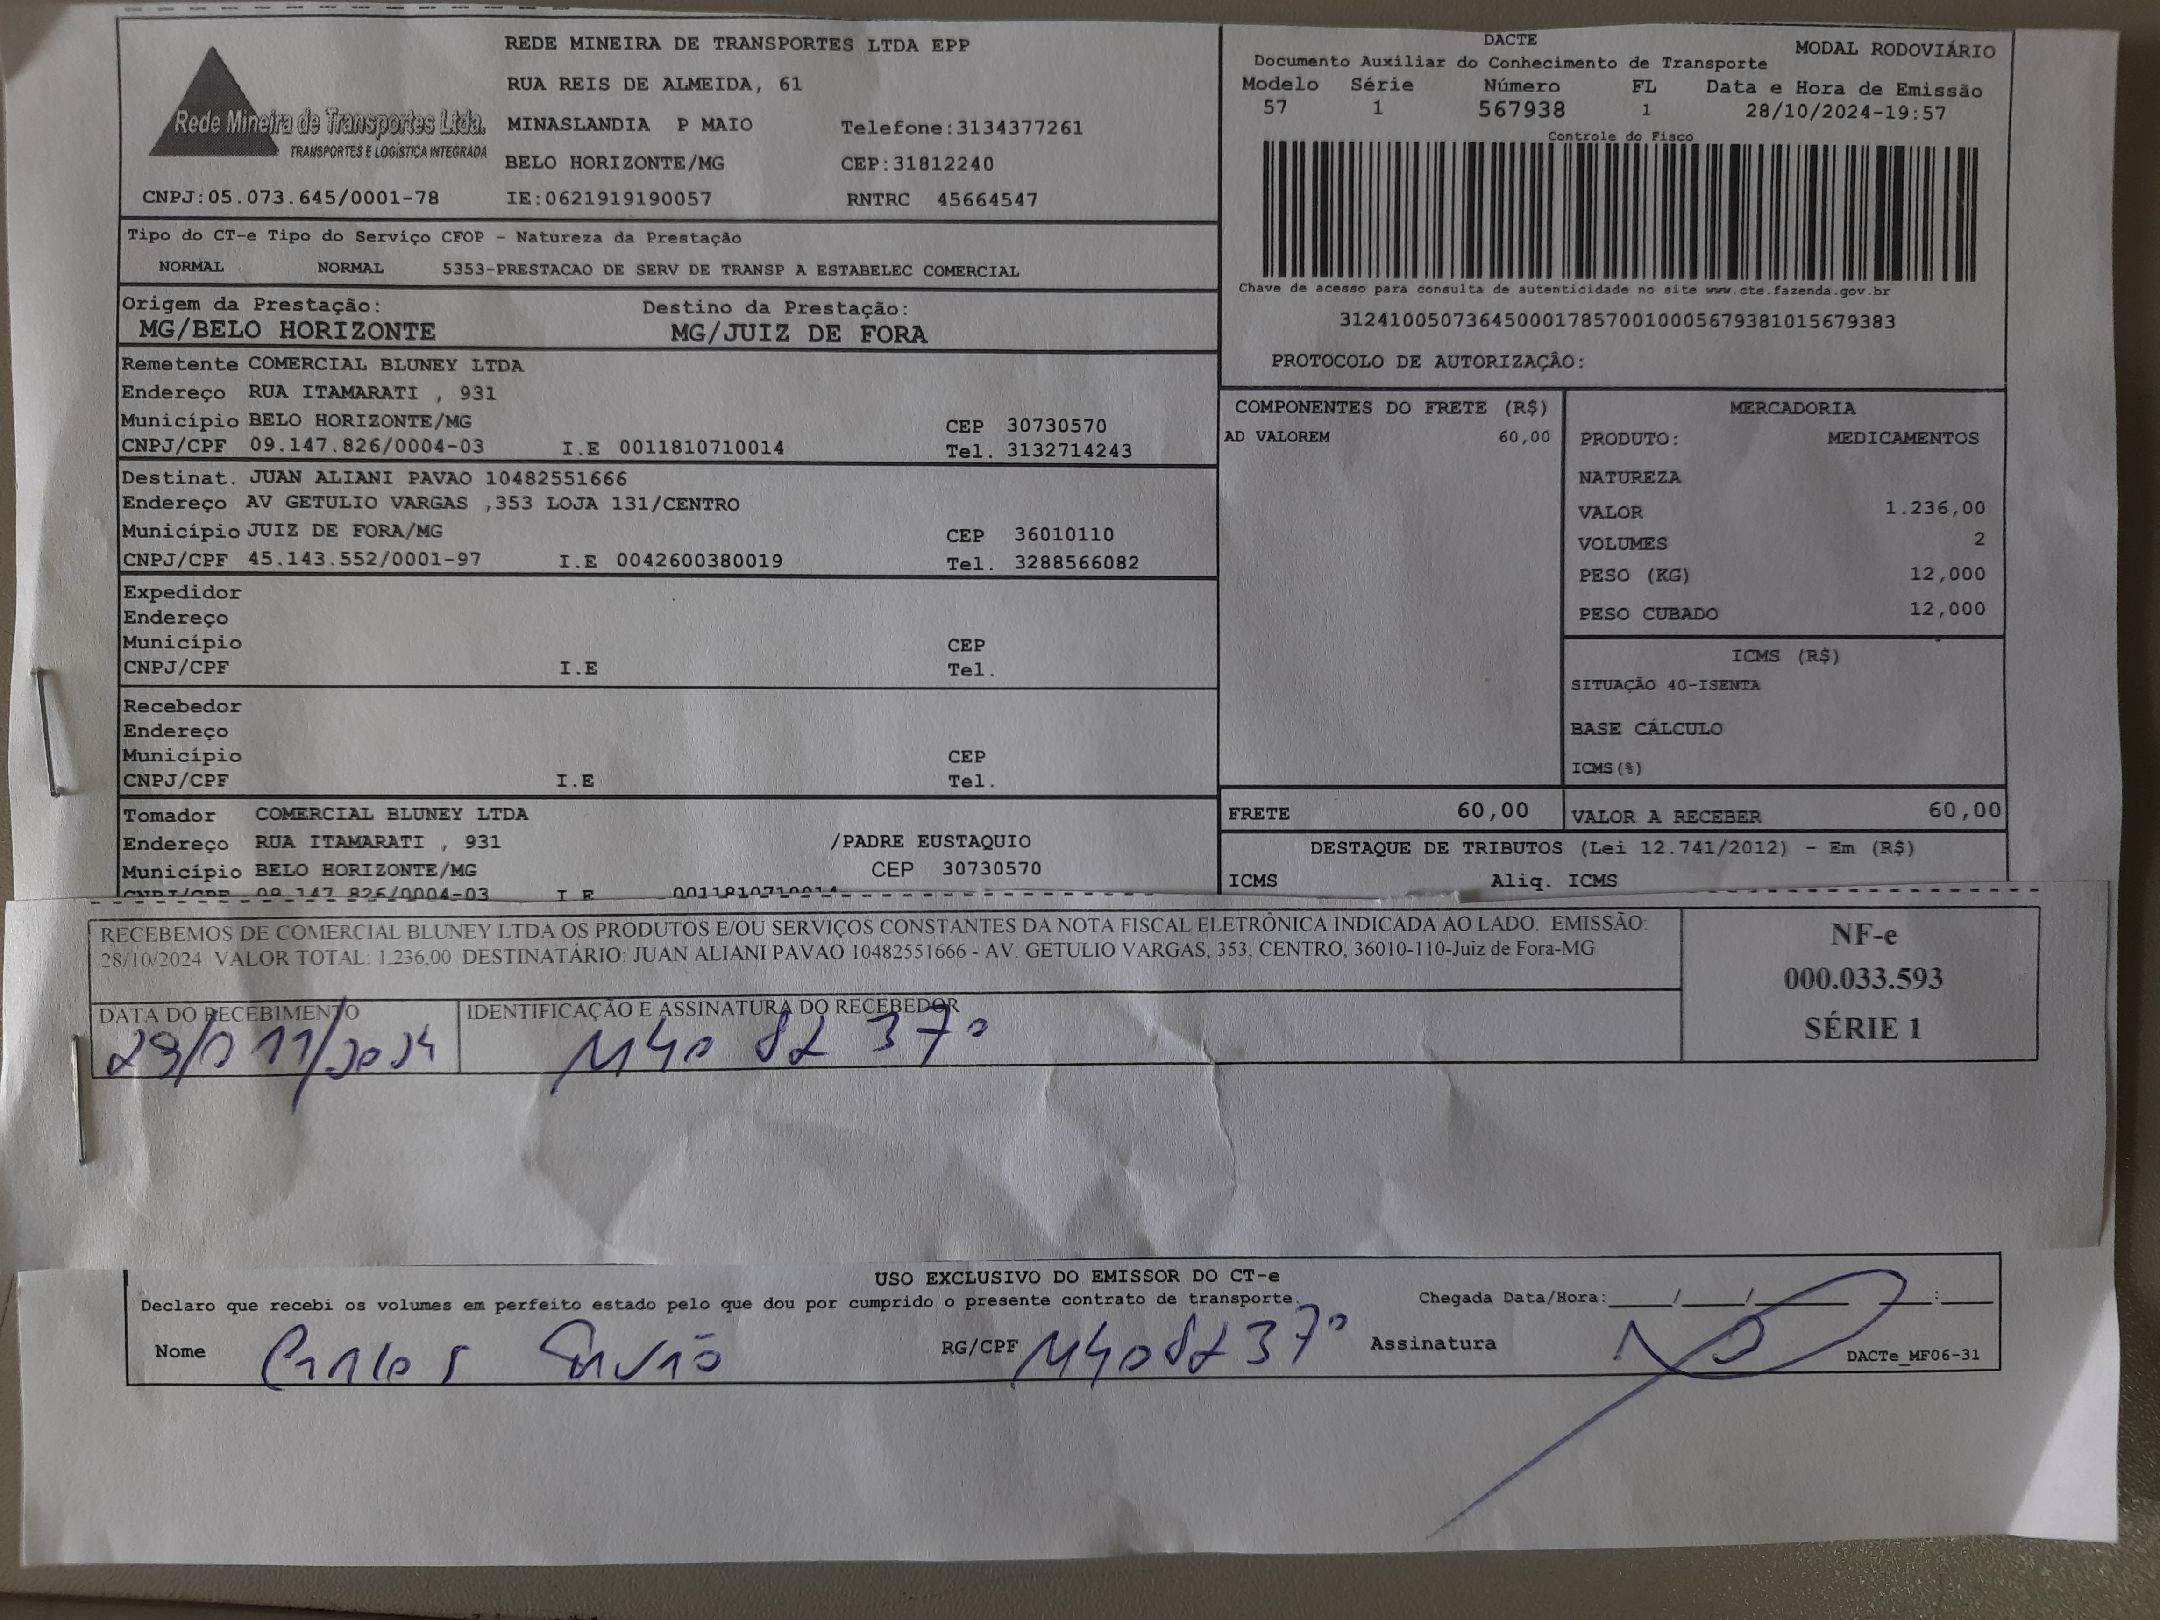 Rede Mineira de Transportes Ltda.
TRANSPORTES E LOGÍSTICA INTEGRADA
CNPJ:05.073.645/0001-78
REDE MINEIRA DE TRANSPORTES LTDA EPP
RUA REIS DE ALMEIDA, 61
MINASLANDIA P MAIO Telefone:3134377261
BELO HORIZONTE/MG CEP:31812240
IE:0621919190057 RNTRC 45664547
DACTE
MODAL RODOVIÁRIO
Documento Auxiliar do Conhecimento de Transporte
Modelo Série Número FL Data e Hora de Emissão
57 1 567938 1 28/10/2024-19:57
Controle do Fisco
Chave de acesso para consulta de autenticidade no site www.cte.fazenda.gov.br
31241005073645000178570010005679381015679383
PROTOCOLO DE AUTORIZAÇÂO:
Tipo do CT-e Tipo do Serviço CFOP - Natureza da Prestação
NORMAL NORMAL 5353-PRESTACAO DE SERV DE TRANSP A ESTABELEC COMERCIAL
Origem da Prestação: Destino da Prestação:
MG/BELO HORIZONTE MG/JUIZ DE FORA
Remetente COMERCIAL BLUNEY LTDA
Endereço RUA ITAMARATI , 931
Município BELO HORIZONTE/MG CEP 30730570
CNPJ/CPF 09.147.826/0004-03 I.E 0011810710014 Tel. 3132714243
Destinat. JUAN ALIANI PAVAO 10482551666
Endereço AV GETULIO VARGAS ,353 LOJA 131/CENTRO
Município JUIZ DE FORA/MG CEP 36010110
CNPJ/CPF 45.143.552/0001-97 I.E 0042600380019 Tel. 3288566082
Expedidor
Endereço
Município CEP
CNPJ/CPF I.E Tel.
Recebedor
Endereço
Município CEP
CNPJ/CPF I.E Tel.
Tomador COMERCIAL BLUNEY LTDA
Endereço RUA ITAMARATI , 931 /PADRE EUSTAQUIO
Município BELO HORIZONTE/MG CEP 30730570
CNPJ/CPF 09.147.826/0004-03 I.E 0011810710014
COMPONENTES DO FRETE (R$)
AD VALOREM 60,00
MERCADORIA
PRODUTO: MEDICAMENTOS
NATUREZA
VALOR 1.236,00
VOLUMES 2
PESO (KG) 12,000
PESO CUBADO 12,000
ICMS (R$)
SITUAÇÃO 40-ISENTA
BASE CÁLCULO
ICMS(%)
FRETE 60,00 VALOR A RECEBER 60,00
DESTAQUE DE TRIBUTOS (Lei 12.741/2012) - Em (R$)
ICMS Aliq. ICMS
RECEBEMOS DE COMERCIAL BLUNEY LTDA OS PRODUTOS E/OU SERVIÇOS CONSTANTES DA NOTA FISCAL ELETRÔNICA INDICADA AO LADO. EMISSÃO:
28/10/2024 VALOR TOTAL: 1.236,00 DESTINATÁRIO: JUAN ALIANI PAVAO 10482551666 - AV. GETULIO VARGAS, 353, CENTRO, 36010-110-Juiz de Fora-MG
DATA DO RECEBIMENTO IDENTIFICAÇÃO E ASSINATURA DO RECEBEDOR
NF-e
000.033.593
SÉRIE 1
USO EXCLUSIVO DO EMISSOR DO CT-e
Declaro que recebi os volumes em perfeito estado pelo que dou por cumprido o presente contrato de transporte. Chegada Data/Hora:_____/_____/_______ ____:____
Nome Carlos RG/CPF Assinatura
DACTe_MF06-31